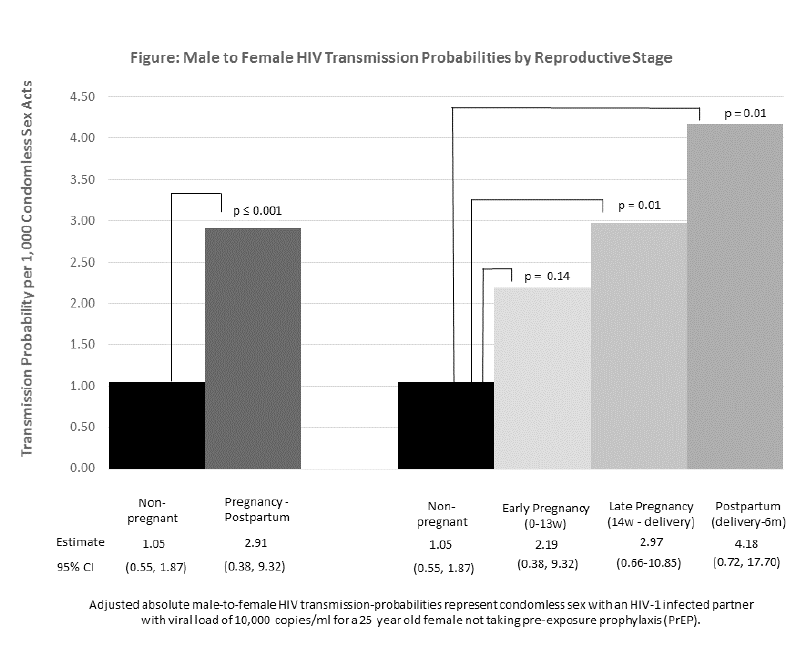 Figure: Male to Female HIV Transmission Probabilities by Reproductive Stage
Transmission Probability per 1,000 Condomless Sex Acts
4.50
4.00
3.50
3.00
2.50
2.00
1.50
1.00
0.50
0.00
p ≤ 0.001
p = 0.14
p = 0.01
p = 0.01
Non-
pregnant
Pregnancy -
Postpartum
Non-
pregnant
Early Pregnancy
(0-13w)
Late Pregnancy
(14w - delivery)
Postpartum
(delivery-6m)
Estimate 1.05 2.91 1.05 2.19 2.97 4.18
95% CI (0.55, 1.87) (0.38, 9.32) (0.55, 1.87) (0.38, 9.32) (0.66-10.85) (0.72, 17.70)
Adjusted absolute male-to-female HIV transmission-probabilities represent condomless sex with an HIV-1 infected partner
with viral load of 10,000 copies/ml for a 25 year old female not taking pre-exposure prophylaxis (PrEP).